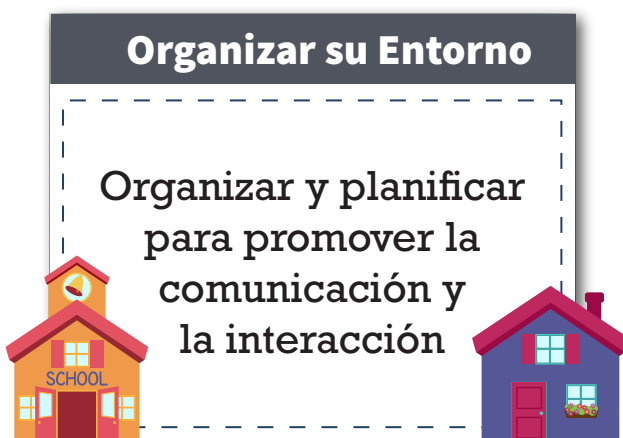 Organizar su Entorno
Organizar y planificar
para promover la
comunicación y
la interacción
SCHOOL